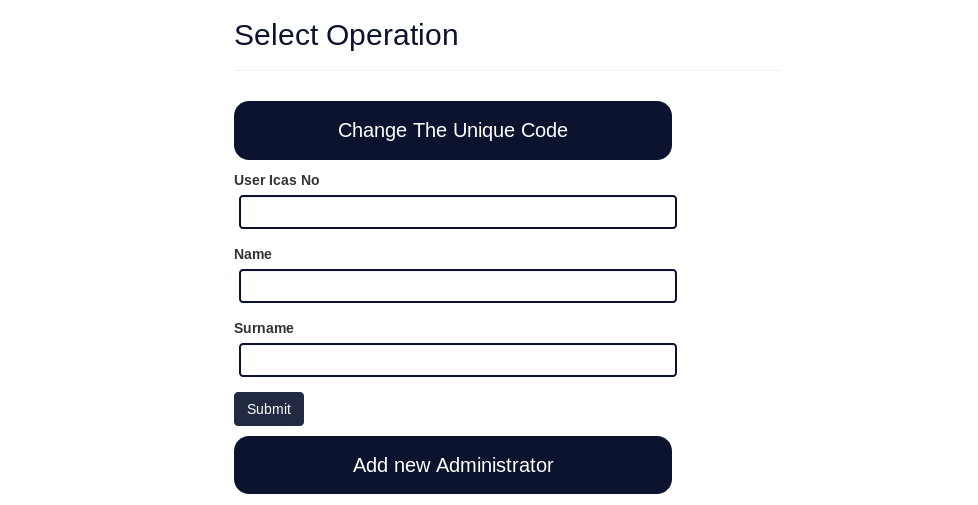 Select Operation
Change The Unique Code
User Icas No
Name
Surname
Submit
Add new Administrator